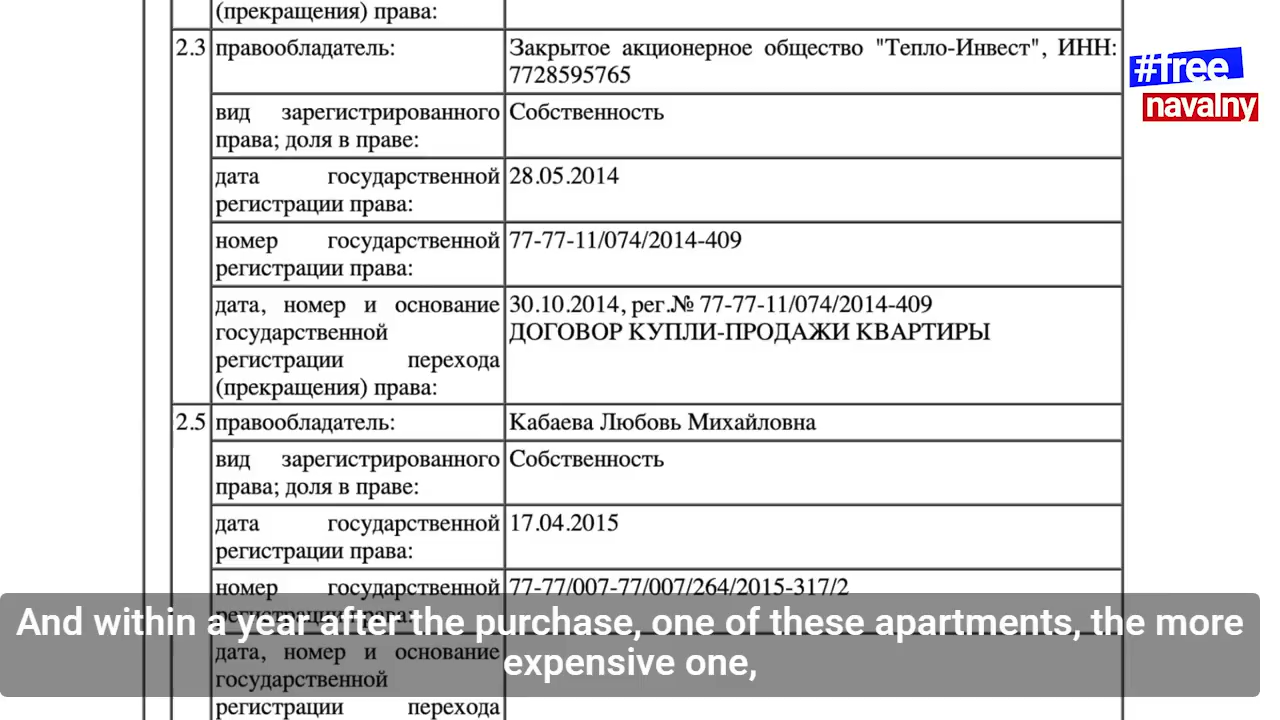 (прекращения) права:
2.3 правообладатель: Закрытое акционерное общество "Тепло-Инвест", ИНН:
7728595765
вид зарегистрированного Собственность
права; доля в праве:
дата государственной 28.05.2014
регистрации права:
номер государственной 77-77-11/074/2014-409
регистрации права:
дата, номер и основание 30.10.2014, рег.№ 77-77-11/074/2014-409
государственной ДОГОВОР КУПЛИ-ПРОДАЖИ КВАРТИРЫ
регистрации перехода
(прекращения) права:
2.5 правообладатель: Кабаева Любовь Михайловна
вид зарегистрированного Собственность
права; доля в праве:
дата государственной 17.04.2015
регистрации права:
номер государственной 77-77/007-77/007/264/2015-317/2
регистрации права:
дата, номер и основание
государственной
регистрации перехода
#free
navalny
And within a year after the purchase, one of these apartments, the more
expensive one,